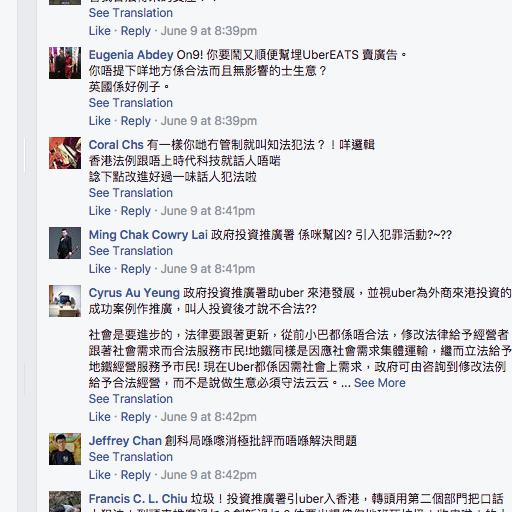 See Translation
Like · Reply · June 9 at 8:39pm
Eugenia Abdey On9! 你要鬧又順便幫埋UberEATS 賣廣告。
你唔提下咩地方係合法而且無影響的士生意？
英國係好例子。
See Translation
Like · Reply · June 9 at 8:39pm
Coral Chs 有一樣你哋冇管制就叫知法犯法？！咩邏輯
香港法例跟唔上時代科技就話人唔啱
諗下點改進好過一味話人犯法啦
See Translation
Like · Reply · June 9 at 8:41pm
Ming Chak Cowry Lai 政府投資推廣署 係咪幫凶? 引入犯罪活動?~??
See Translation
Like · Reply · June 9 at 8:41pm
Cyrus Au Yeung 政府投資推廣署助uber 來港發展，並視uber為外商來港投資的
成功案例作推廣，叫人投資後才說不合法??
社會是要進步的，法律要跟著更新，從前小巴都係唔合法，修改法律給予經營者
跟著社會需求而合法服務市民!地鐵同樣是因應社會需求集體運輸，繼而立法給予
地鐵經營服務予市民! 現在Uber都係因需社會上需求，政府可由咨詢到修改法例
給予合法經營，而不是說做生意必須守法云云。... See More
See Translation
Like · Reply · June 9 at 8:42pm
Jeffrey Chan 創科局喺嚟消極批評而唔喺解決問題
See Translation
Like · Reply · June 9 at 8:42pm
Francis C. L. Chiu 垃圾！投資推廣署引uber入香港，轉頭用第二個部門把口話